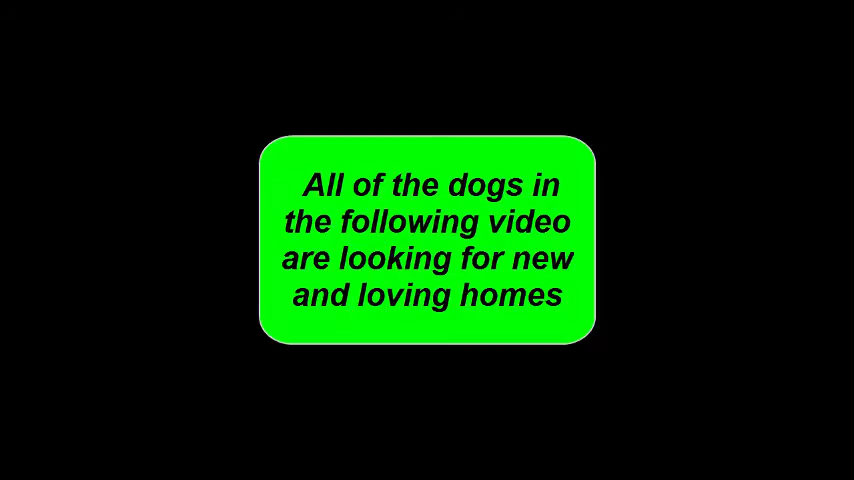 All of the dogs in
the following video
are looking for new
and loving homes